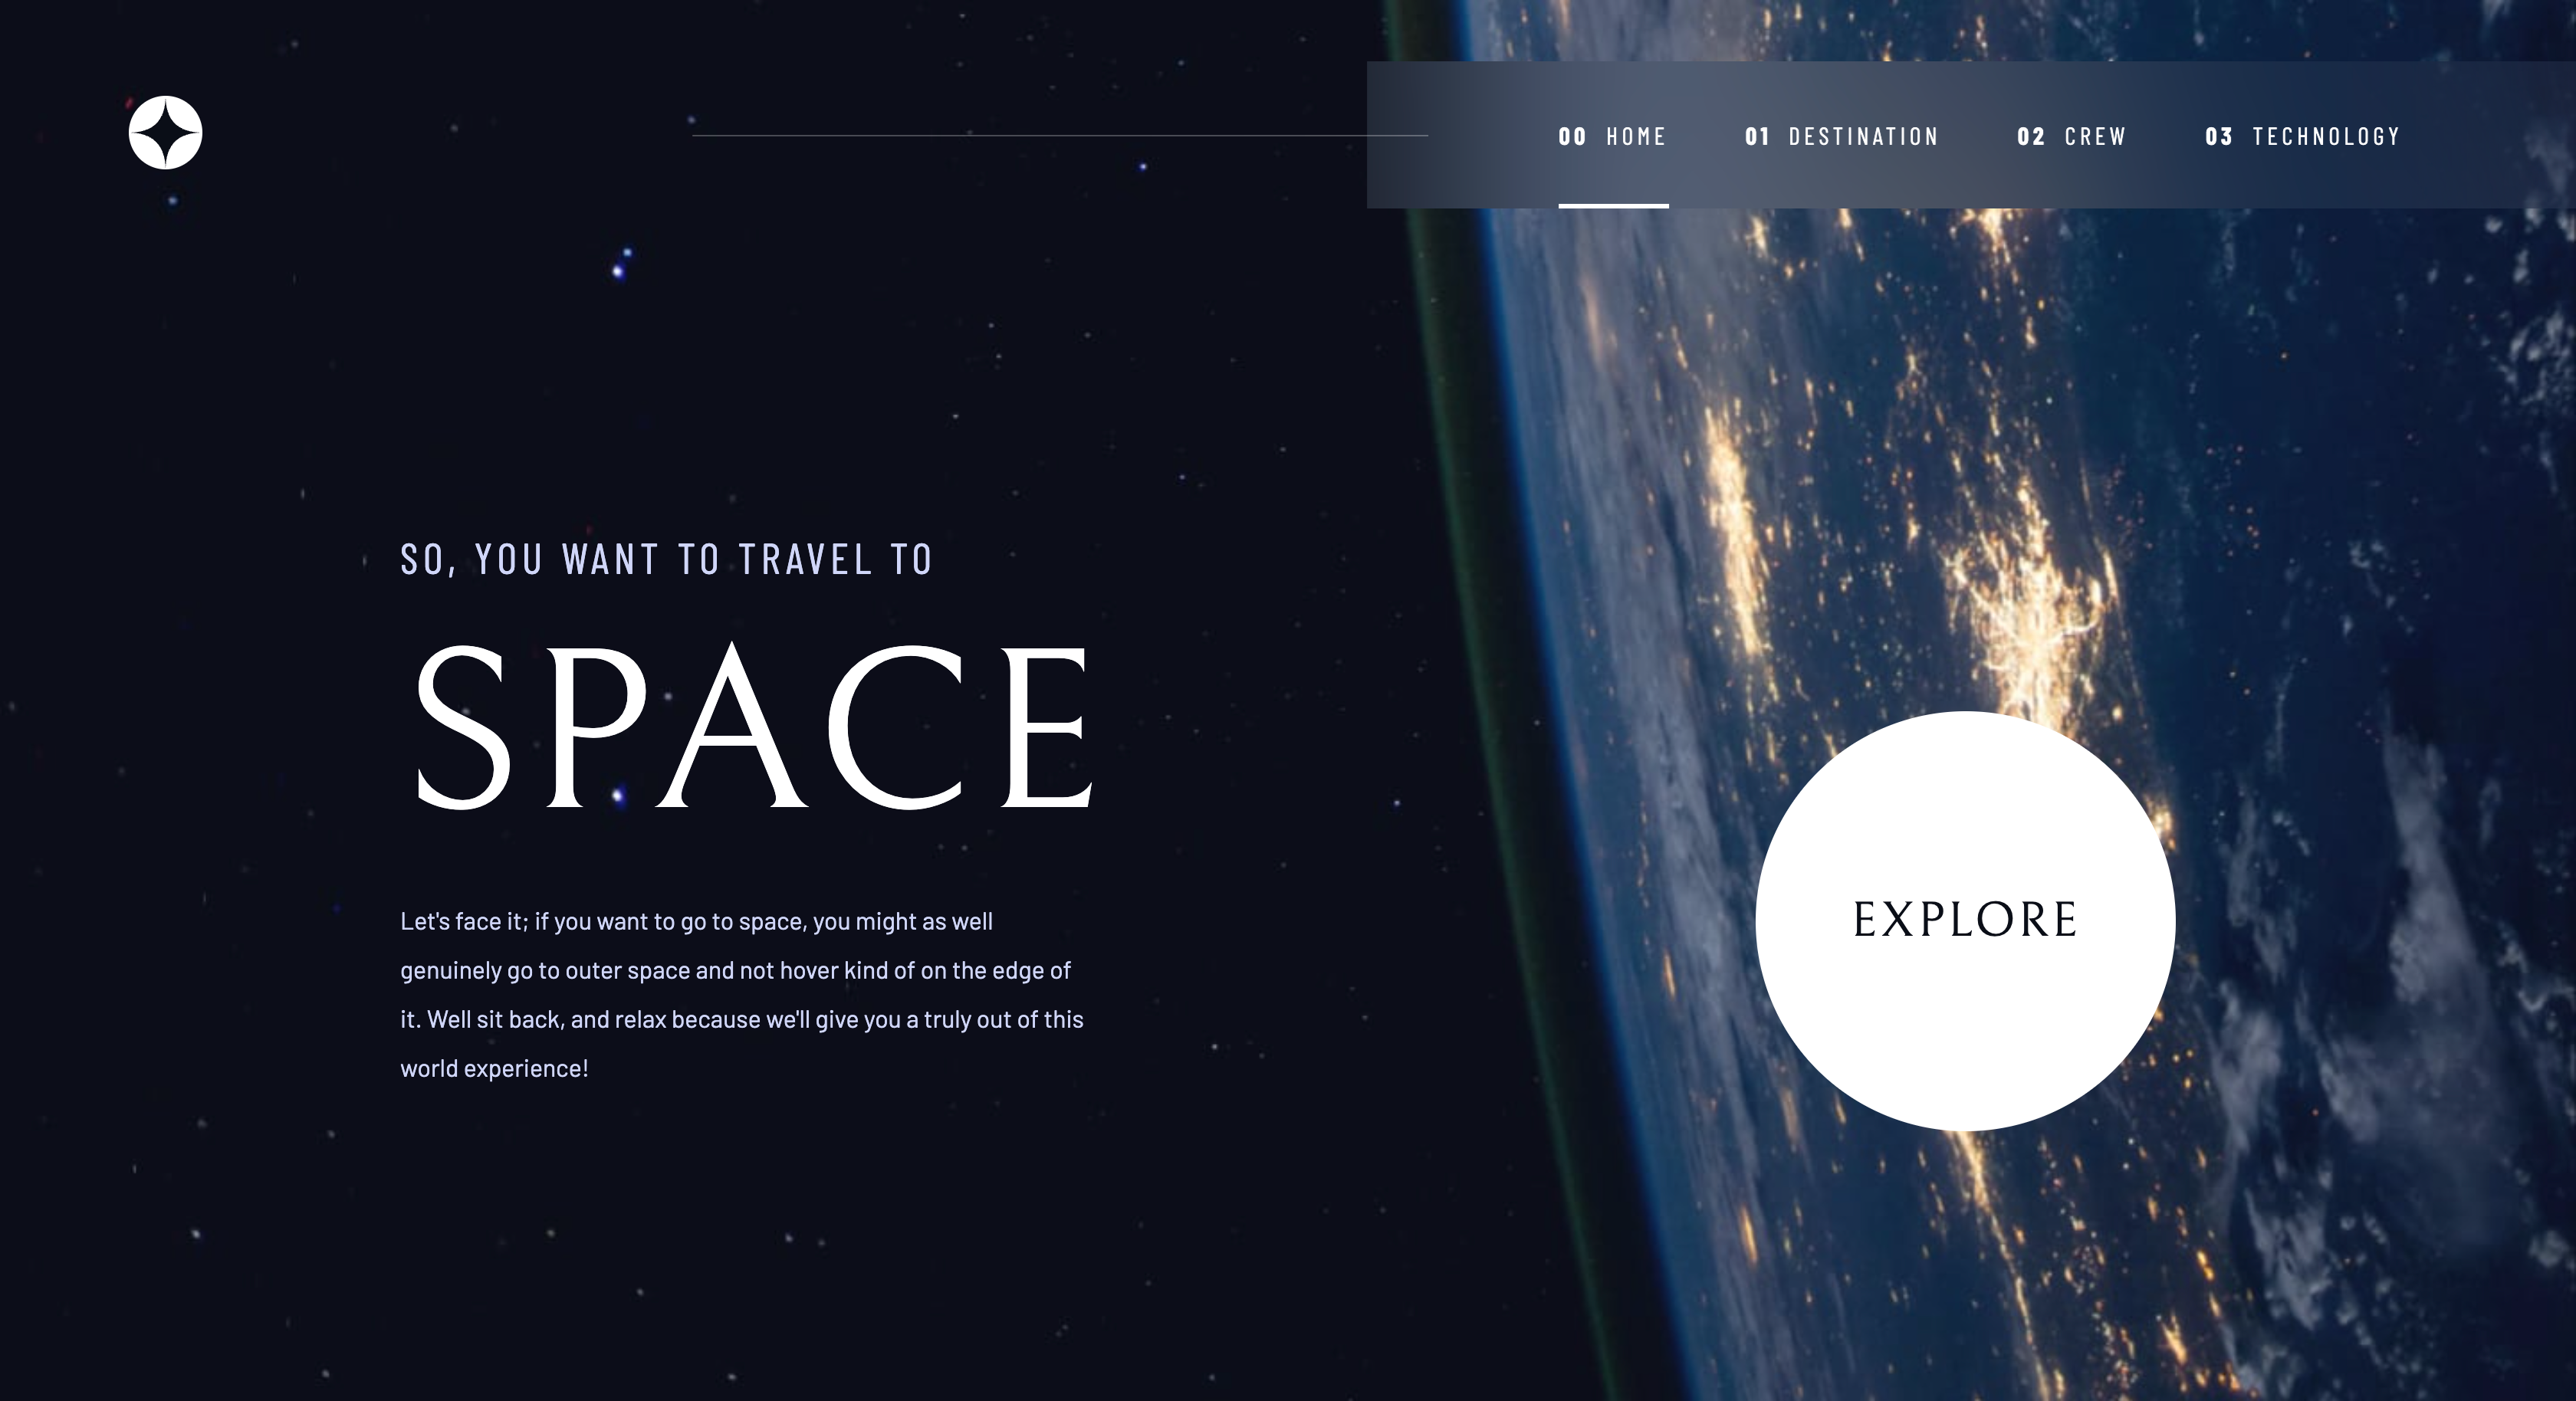 00 HOME 01 DESTINATION 02 CREW 03 TECHNOLOGY
SO, YOU WANT TO TRAVEL TO
SPACE
Let's face it; if you want to go to space, you might as well
genuinely go to outer space and not hover kind of on the edge of
it. Well sit back, and relax because we'll give you a truly out of this
world experience!
EXPLORE